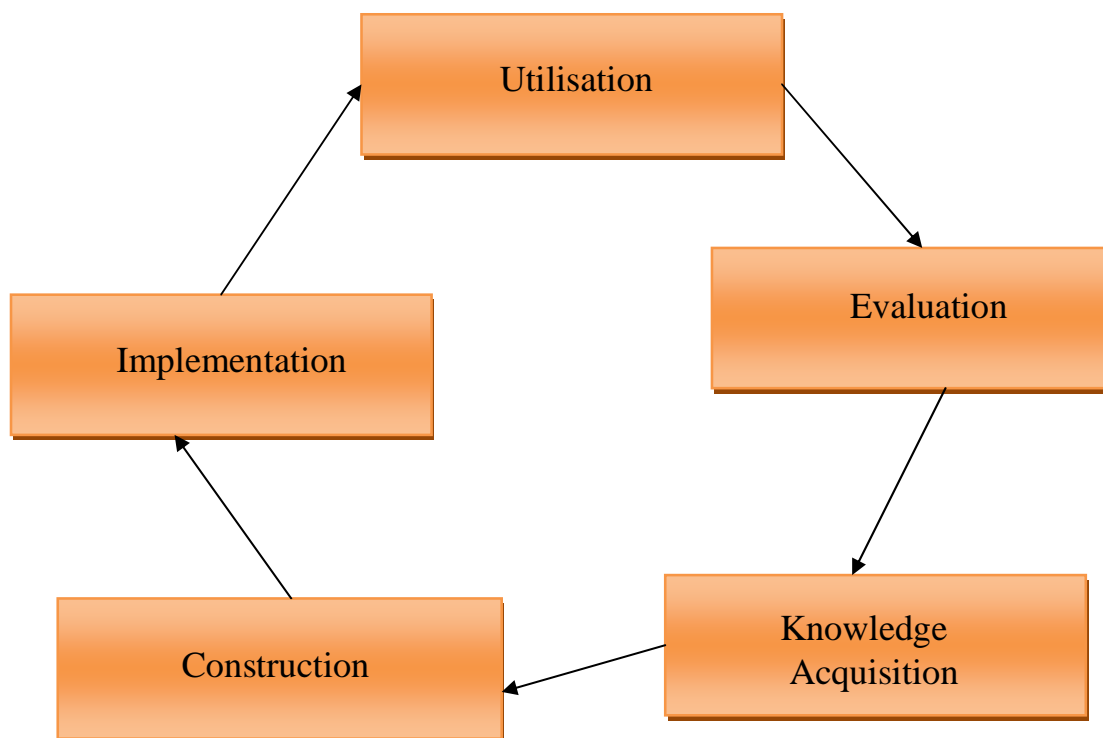 Utilisation
Evaluation
Implementation
Knowledge
Acquisition
Construction